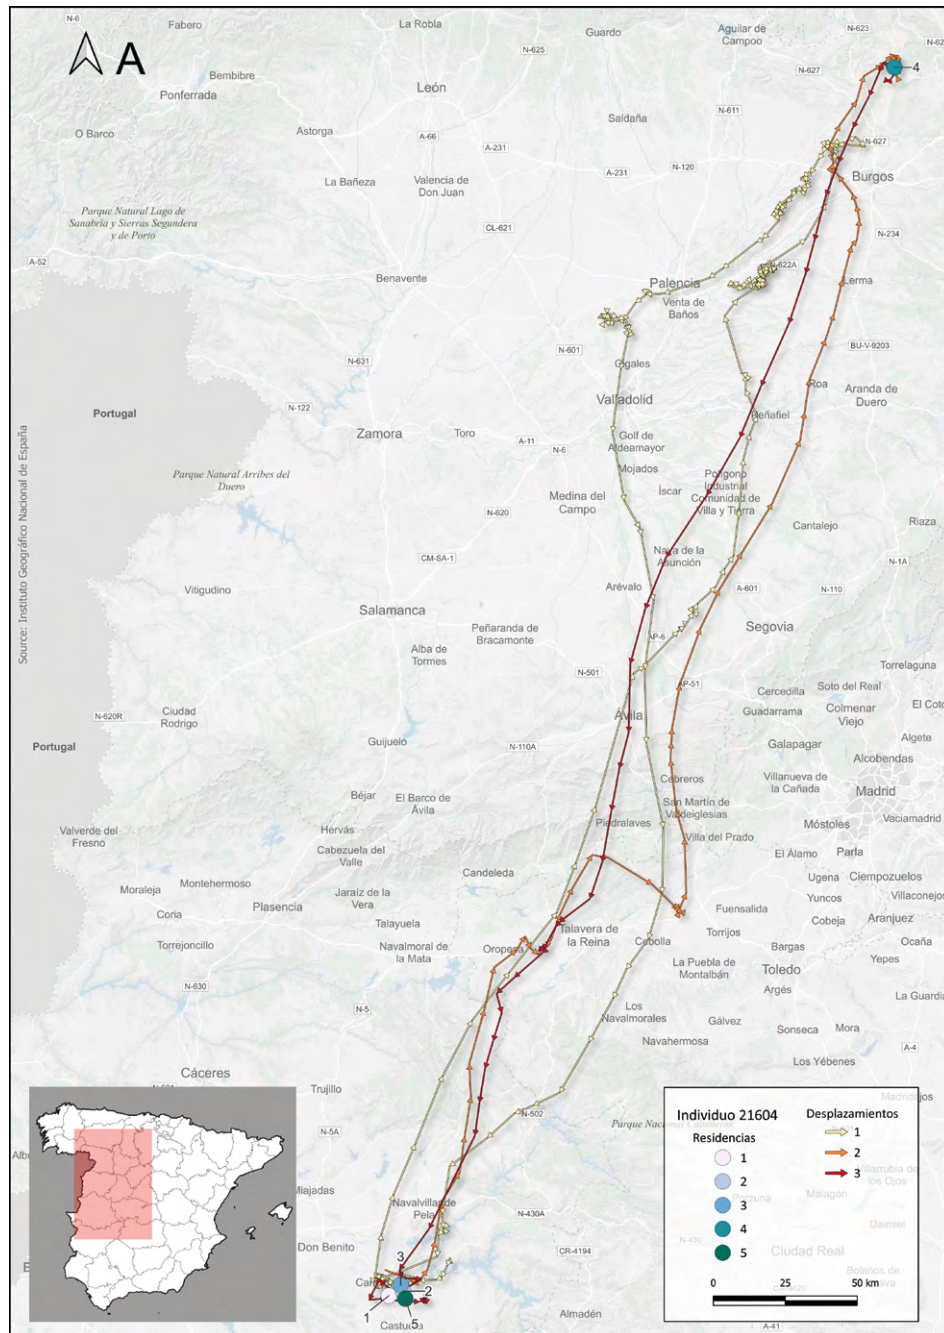 N-6
Fabero
La Robla
Guardo
Aguilar de
Campoo
N-623
N-62
A
N-625
Bembibre
Ponferrada
León
N-627
4
Saldaña
N-611
O Barco
Astorga
A-66
A-231
N-627
La Bañeza
Valencia de
Don Juan
A-231
N-120
Burgos
Parque Natural Lago de
Sanabria y Sierras Segundera
y de Porto
CL-621
N-234
A-52
Benavente
N-622A
Palencia
Lerma
Venta de
Baños
N-631
N-601
Cigales
BU-V-9203
Portugal
N-122
Valladolid
Roa
Aranda de
Duero
Peñafiel
Zamora
Toro
A-11
N-6
Golf de
Aldeamayor
Mojados
Parque Natural Arribes del
Duero
Medina del
Campo
Íscar
Polígono
Industrial
Comunidad de
Villa y Tierra
Source: Instituto Geográfico Nacional de España
N-620
Cantalejo
Riaza
CM-SA-1
Nava de la
Asunción
N-1A
Vitigudino
Arévalo
A-601
N-110
Salamanca
Peñaranda de
Bracamonte
Segovia
AP-6
Alba de
Tormes
N-501
AP-51
Torrelaguna
Ciudad
Rodrigo
N-620R
Cercedilla
Soto del Real
Guadarrama
Colmenar
Viejo
El Coto
Ávila
Portugal
Guijuelo
N-110A
Galapagar
Algete
Alcobendas
Cebreros
Villanueva de
la Cañada
Madrid
Béjar
El Barco de
Ávila
San Martín de
Valdeiglesias
Valverde del
Fresno
Hervás
Piedralaves
Villa del Prado
Móstoles
Vaciamadrid
Cabezuela del
Valle
El Álamo
Parla
Candeleda
Ugena
Ciempozuelos
Moraleja
Montehermoso
Jaraíz de la
Vera
Yuncos
Villaconejos
Plasencia
Fuensalida
Coria
Talayuela
Cobeja
Aranjuez
Torrejoncillo
Navalmoral de
la Mata
Oropesa
Talavera de
la Reina
Cebolla
Torrijos
Bargas
Ocaña
La Puebla de
Montalbán
Toledo
Yepes
N-630
Argés
N-5
Los
Navalmorales
La Guardia
Gálvez
Sonseca
Mora
Navahermosa
A-4
Los Yébenes
Cáceres
Trujillo
N-502
Madridejos
Parque Nacional Cabañeros
N-5A
Miajadas
Navalvillar de
Pela
N-430A
Don Benito
CR-4194
3
2
1
5
Castuera
Almadén
A-41
Individuo 21604
Residencias
1
2
3
4
5
Desplazamientos
1
2
3
Villarrubia de
los Ojos
Porzuna
Malagón
Daimiel
N-430
Ciudad Real
Bolaños de
0 25 50 km